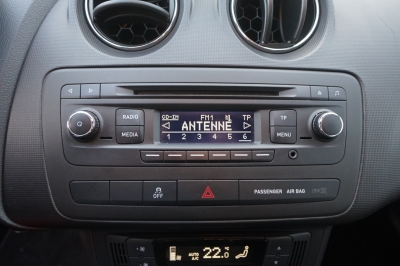 CD-IN FM1 TP
ANTENNE
1 2 3 4 5 6
RADIO
MEDIA
TP
MENU
OFF
PASSENGER AIR BAG
AUTO
A/C
22.0 °C